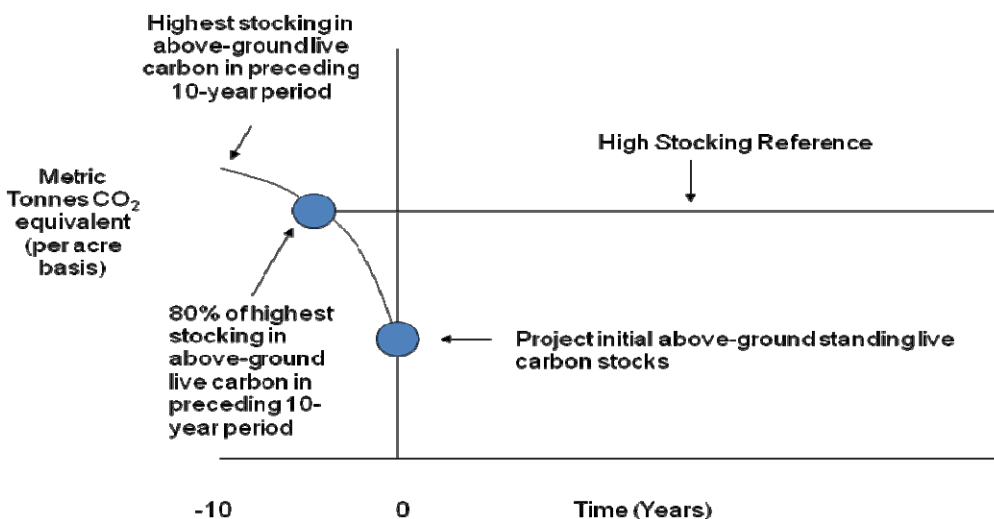 Highest stocking in
above-ground live
carbon in preceding
10-year period
High Stocking Reference
Metric
Tonnes CO₂
equivalent
(per acre
basis)
80% of highest
stocking in
above-ground
live carbon in
preceding 10-
year period
Project initial above-ground standing live
carbon stocks
-10 0 Time (Years)